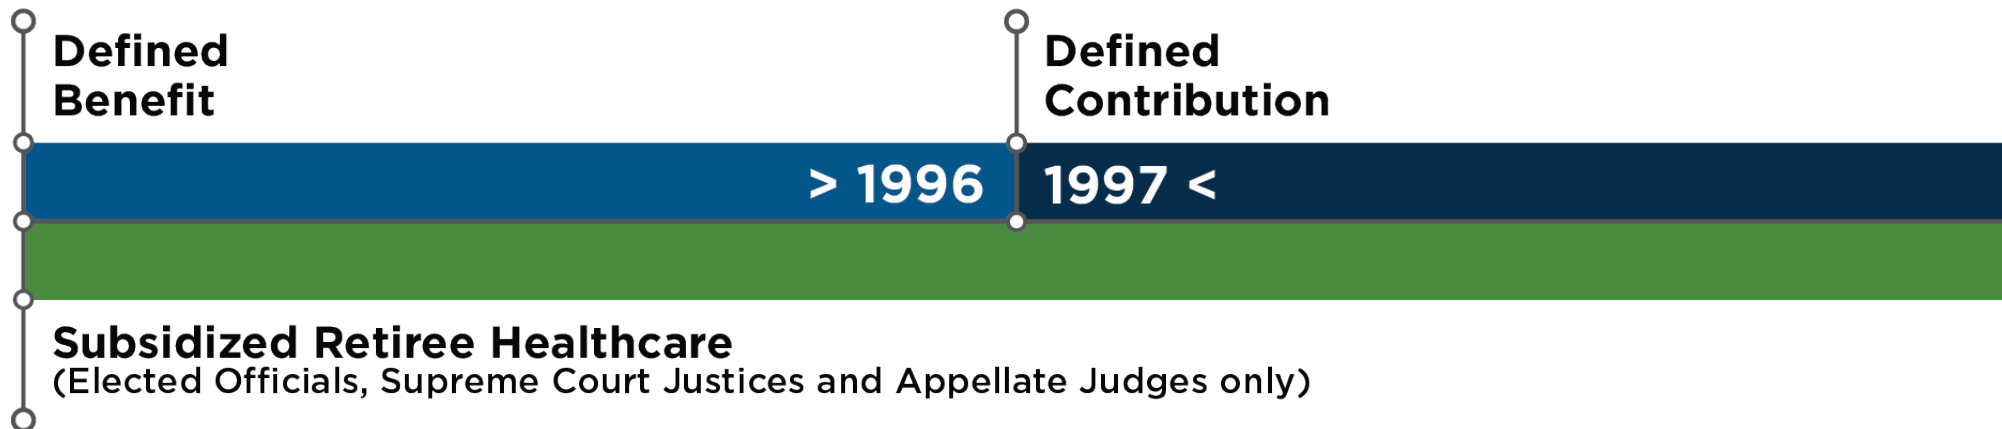 Defined
Benefit
Defined
Contribution
> 1996
1997 <
Subsidized Retiree Healthcare
(Elected Officials, Supreme Court Justices and Appellate Judges only)